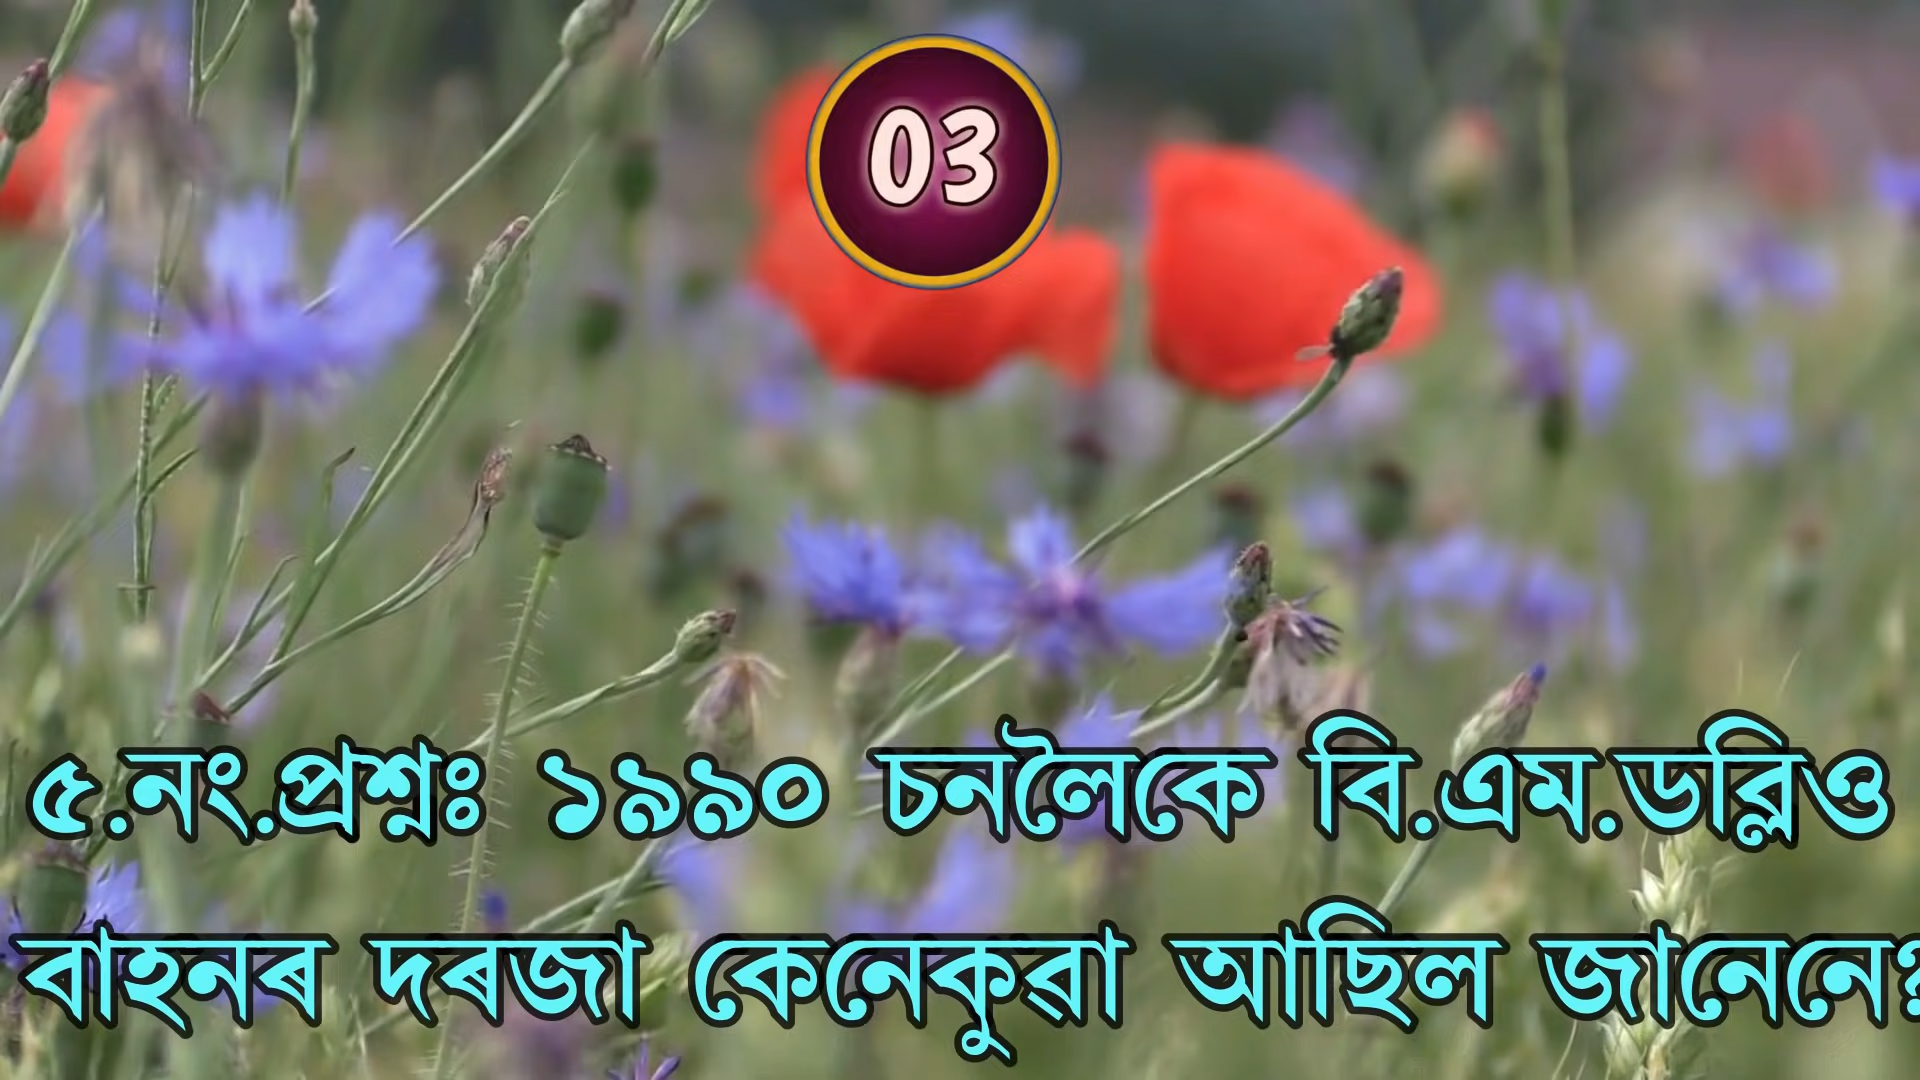 03
৫.নং.প্ৰশ্নঃ ১৯৯০ চনলৈকে বি.এম.ডব্লিও
বাহনৰ দৰজা কেনেকুৱা আছিল জানেনে?